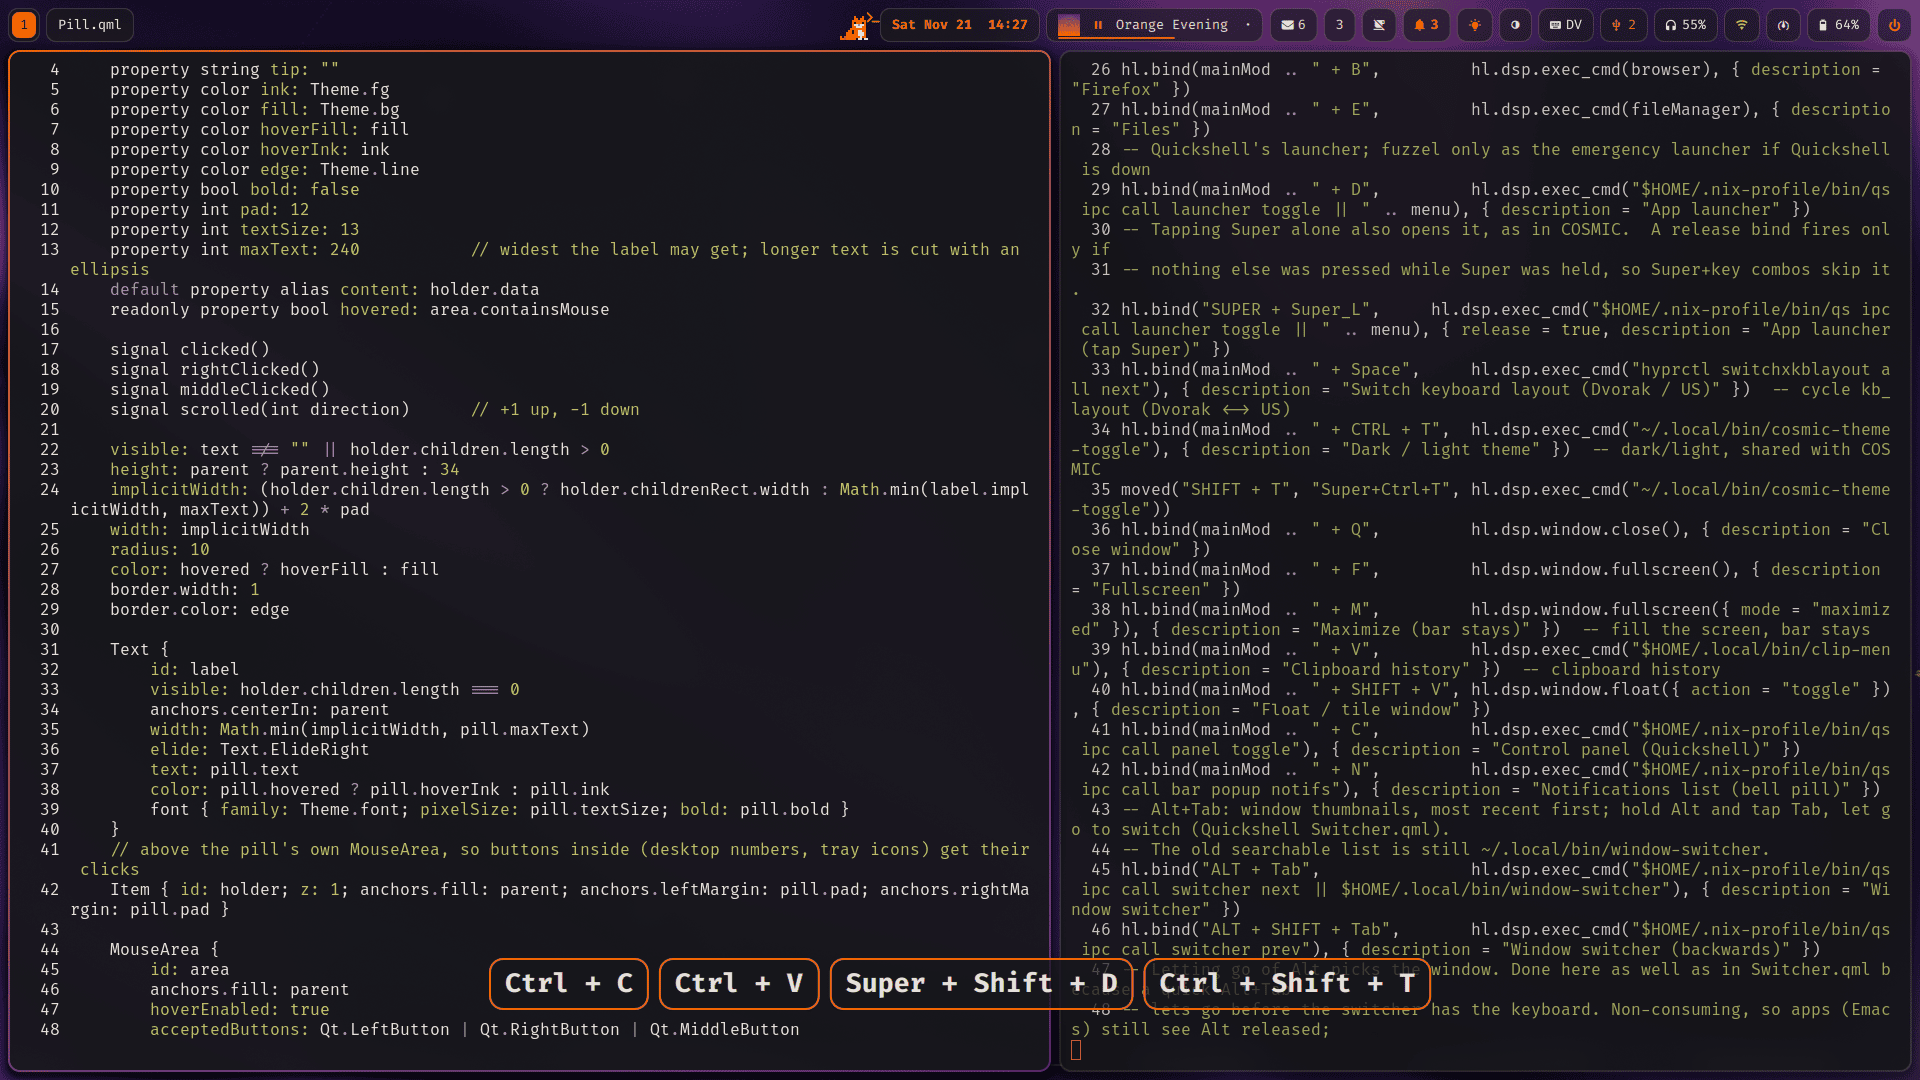 1 Pill.qml Sat Nov 21 14:27 Orange Evening · 6 3 3 DV 2 55% 64%
4 property string tip: ""
5 property color ink: Theme.fg
6 property color fill: Theme.bg
7 property color hoverFill: fill
8 property color hoverInk: ink
9 property color edge: Theme.line
10 property bool bold: false
11 property int pad: 12
12 property int textSize: 13
13 property int maxText: 240 // widest the label may get; longer text is cut with an
ellipsis
14 default property alias content: holder.data
15 readonly property bool hovered: area.containsMouse
16
17 signal clicked()
18 signal rightClicked()
19 signal middleClicked()
20 signal scrolled(int direction) // +1 up, -1 down
21
22 visible: text !== "" || holder.children.length > 0
23 height: parent ? parent.height : 34
24 implicitWidth: (holder.children.length > 0 ? holder.childrenRect.width : Math.min(label.impl
icitWidth, maxText)) + 2 * pad
25 width: implicitWidth
26 radius: 10
27 color: hovered ? hoverFill : fill
28 border.width: 1
29 border.color: edge
30
31 Text {
32 id: label
33 visible: holder.children.length === 0
34 anchors.centerIn: parent
35 width: Math.min(implicitWidth, pill.maxText)
36 elide: Text.ElideRight
37 text: pill.text
38 color: pill.hovered ? pill.hoverInk : pill.ink
39 font { family: Theme.font; pixelSize: pill.textSize; bold: pill.bold }
40 }
41 // above the pill's own MouseArea, so buttons inside (desktop numbers, tray icons) get their
clicks
42 Item { id: holder; z: 1; anchors.fill: parent; anchors.leftMargin: pill.pad; anchors.rightMa
rgin: pill.pad }
43
44 MouseArea {
45 id: area
46 anchors.fill: parent
47 hoverEnabled: true
48 acceptedButtons: Qt.LeftButton | Qt.RightButton | Qt.MiddleButton
26 hl.bind(mainMod .. " + B", hl.dsp.exec_cmd(browser), { description =
"Firefox" })
27 hl.bind(mainMod .. " + E", hl.dsp.exec_cmd(fileManager), { descriptio
n = "Files" })
28 -- Quickshell's launcher; fuzzel only as the emergency launcher if Quickshell
is down
29 hl.bind(mainMod .. " + D", hl.dsp.exec_cmd("$HOME/.nix-profile/bin/qs
ipc call launcher toggle || " .. menu), { description = "App launcher" })
30 -- Tapping Super alone also opens it, as in COSMIC. A release bind fires onl
y if
31 -- nothing else was pressed while Super was held, so Super+key combos skip it
.
32 hl.bind("SUPER + Super_L", hl.dsp.exec_cmd("$HOME/.nix-profile/bin/qs ipc
call launcher toggle || " .. menu), { release = true, description = "App launcher
(tap Super)" })
33 hl.bind(mainMod .. " + Space", hl.dsp.exec_cmd("hyprctl switchxkblayout a
ll next"), { description = "Switch keyboard layout (Dvorak / US)" }) -- cycle kb_
layout (Dvorak <-> US)
34 hl.bind(mainMod .. " + CTRL + T", hl.dsp.exec_cmd("~/.local/bin/cosmic-theme
-toggle"), { description = "Dark / light theme" }) -- dark/light, shared with COS
MIC
35 moved("SHIFT + T", "Super+Ctrl+T", hl.dsp.exec_cmd("~/.local/bin/cosmic-theme
-toggle"))
36 hl.bind(mainMod .. " + Q", hl.dsp.window.close(), { description = "Cl
ose window" })
37 hl.bind(mainMod .. " + F", hl.dsp.window.fullscreen(), { description
= "Fullscreen" })
38 hl.bind(mainMod .. " + M", hl.dsp.window.fullscreen({ mode = "maximiz
ed" }), { description = "Maximize (bar stays)" }) -- fill the screen, bar stays
39 hl.bind(mainMod .. " + V", hl.dsp.exec_cmd("$HOME/.local/bin/clip-men
u"), { description = "Clipboard history" }) -- clipboard history
40 hl.bind(mainMod .. " + SHIFT + V", hl.dsp.window.float({ action = "toggle" })
, { description = "Float / tile window" })
41 hl.bind(mainMod .. " + C", hl.dsp.exec_cmd("$HOME/.nix-profile/bin/qs
ipc call panel toggle"), { description = "Control panel (Quickshell)" })
42 hl.bind(mainMod .. " + N", hl.dsp.exec_cmd("$HOME/.nix-profile/bin/qs
ipc call bar popup notifs"), { description = "Notifications list (bell pill)" })
43 -- Alt+Tab: window thumbnails, most recent first; hold Alt and tap Tab, let g
o to switch (Quickshell Switcher.qml).
44 -- The old searchable list is still ~/.local/bin/window-switcher.
45 hl.bind("ALT + Tab", hl.dsp.exec_cmd("$HOME/.nix-profile/bin/qs
ipc call switcher next || $HOME/.local/bin/window-switcher"), { description = "Wi
ndow switcher" })
46 hl.bind("ALT + SHIFT + Tab", hl.dsp.exec_cmd("$HOME/.nix-profile/bin/qs
ipc call switcher prev"), { description = "Window switcher (backwards)" })
47 -- Letting go of Alt picks the window. Done here as well as in Switcher.qml b
ecause a quick Alt+Tab
48 -- lets go before the switcher has the keyboard. Non-consuming, so apps (Emac
s) still see Alt released;
Ctrl + C Ctrl + V Super + Shift + D Ctrl + Shift + T